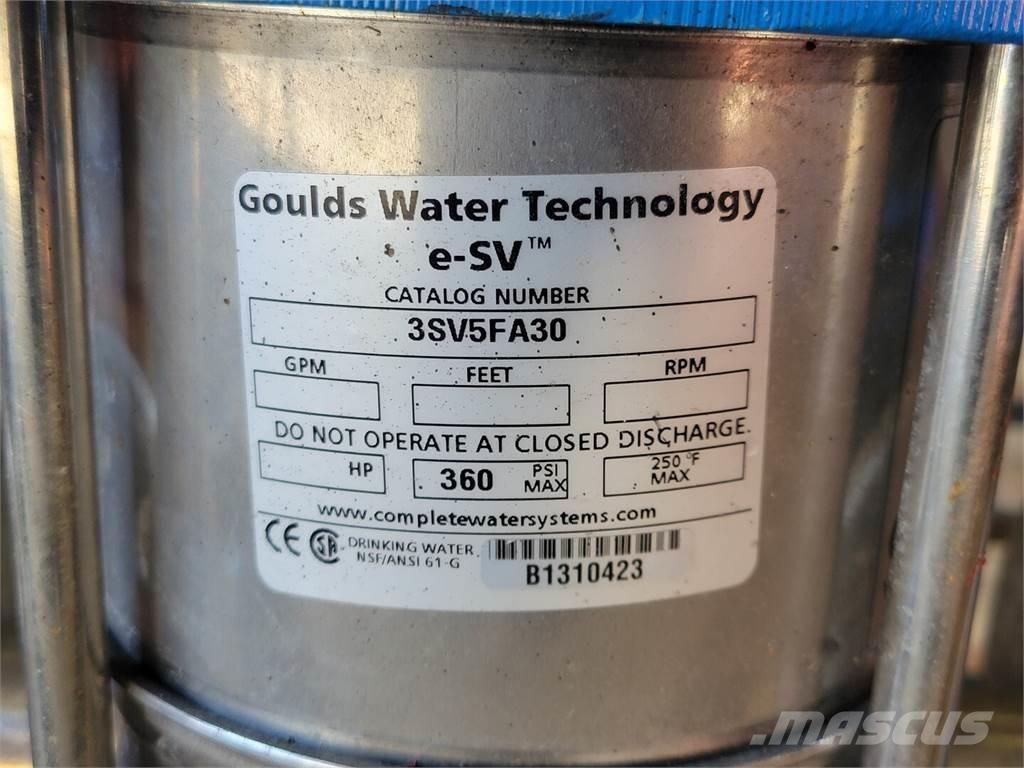 Goulds Water Technology
e-SV™
CATALOG NUMBER
3SV5FA30
GPM FEET RPM
DO NOT OPERATE AT CLOSED DISCHARGE.
HP 360 PSI MAX 250 °F MAX
www.completewatersystems.com
CE SA DRINKING WATER
NSF/ANSI 61-G
B1310423
MASCUS